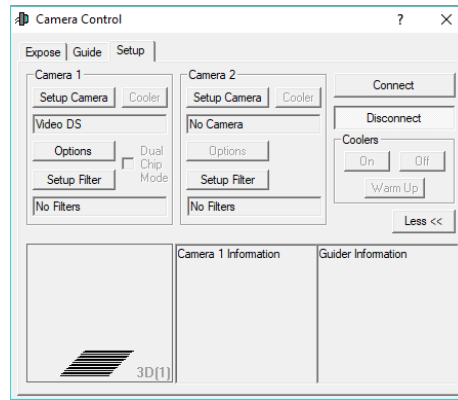 Camera Control
?
Expose
Guide
Setup
Camera 1
Setup Camera
Cooler
Video DS
Options
Dual
Chip
Mode
Setup Filter
No Filters
Camera 2
Setup Camera
Cooler
No Camera
Options
Setup Filter
No Filters
Connect
Disconnect
Coolers
On
Off
Warm Up
Less <<
3D(1)
Camera 1 Information
Guider Information